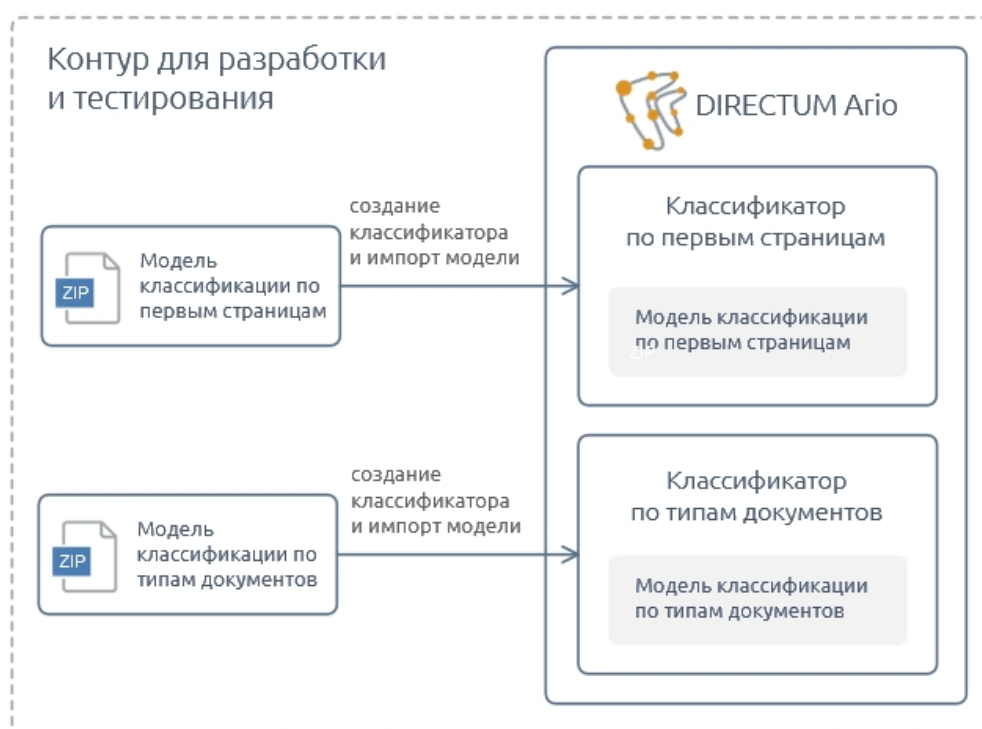 Контур для разработки
и тестирования
DIRECTUM Ario
создание
классификатора
и импорт модели
ZIP
Модель
классификации по
первым страницам
Классификатор
по первым страницам
Модель классификации
по первым страницам
ZIP
создание
классификатора
и импорт модели
ZIP
Модель
классификации по
типам документов
Классификатор
по типам документов
Модель классификации
по типам документов